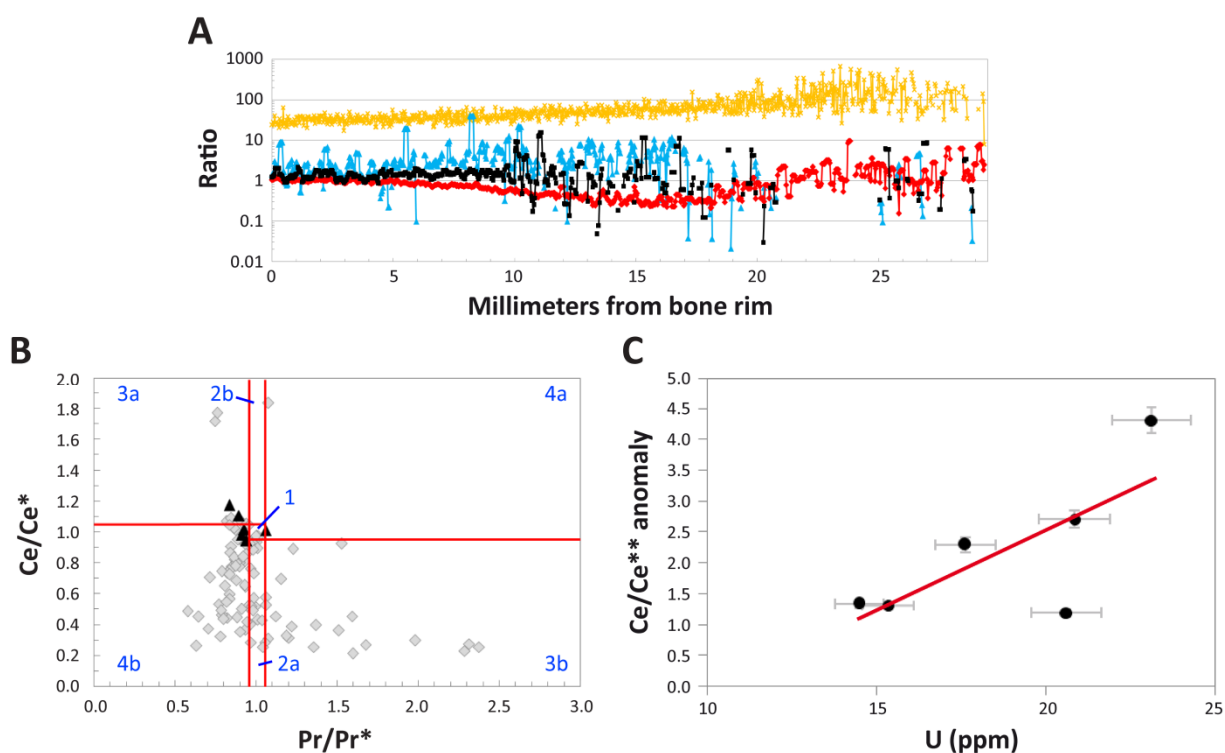 A
1000
100
10
1
0.1
0.01
Ratio
0 5 10 15 20 25
Millimeters from bone rim
B
2.0
1.8
1.6
1.4
1.2
1.0
0.8
0.6
0.4
0.2
0.0
Ce/Ce*
3a 2b 4a
1
4b 2a 3b
0.0 0.5 1.0 1.5 2.0 2.5 3.0
Pr/Pr*
C
5.0
4.5
4.0
3.5
3.0
2.5
2.0
1.5
1.0
0.5
0.0
Ce/Ce** anomaly
10 15 20 25
U (ppm)